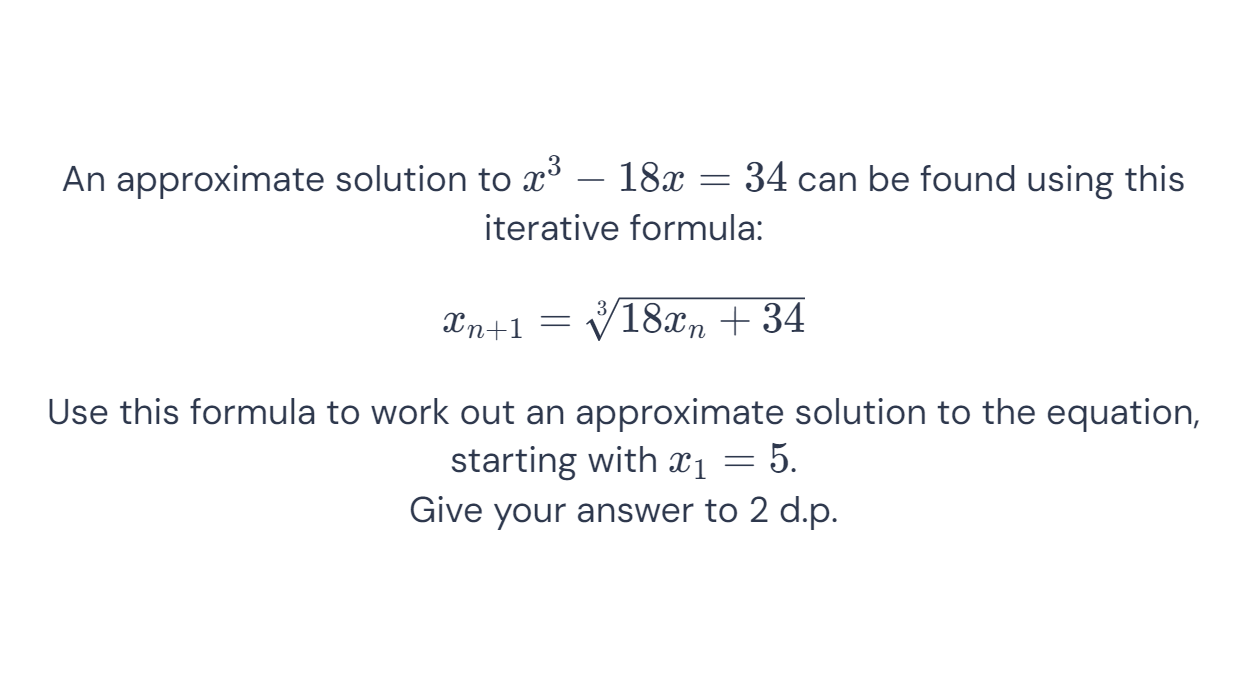 An approximate solution to $x^3 - 18x = 34$ can be found using this
iterative formula:
$x_{n+1} = \sqrt[3]{18x_n + 34}$
Use this formula to work out an approximate solution to the equation,
starting with $x_1 = 5$.
Give your answer to 2 d.p.